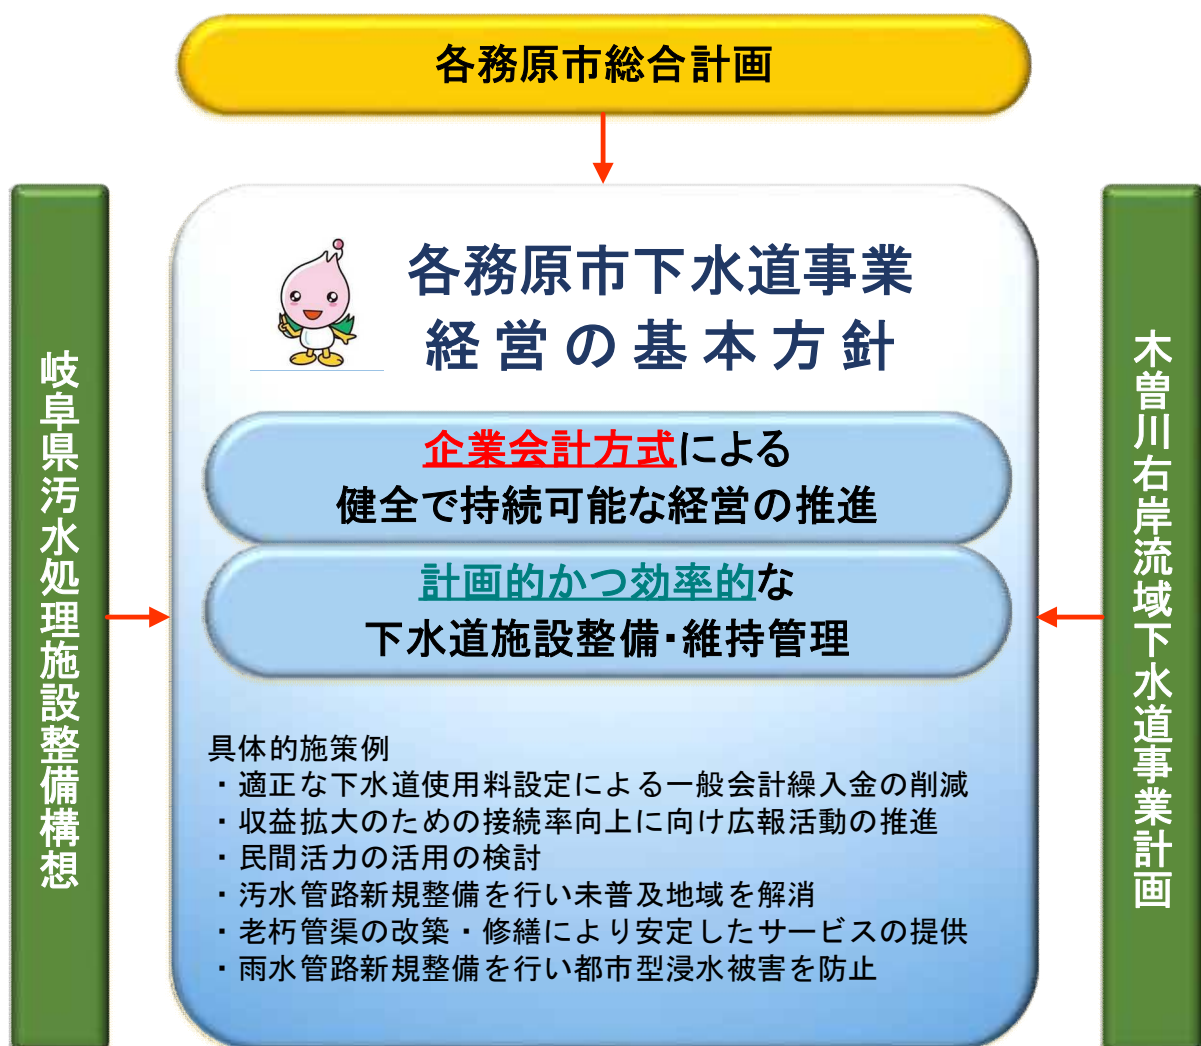 各務原市総合計画
岐阜県汚水処理施設整備構想
各務原市下水道事業
経営の基本方針
企業会計方式による
健全で持続可能な経営の推進
計画的かつ効率的な
下水道施設整備・維持管理
具体的施策例
・適正な下水道使用料設定による一般会計繰入金の削減
・収益拡大のための接続率向上に向け広報活動の推進
・民間活力の活用の検討
・汚水管路新規整備を行い未普及地域を解消
・老朽管渠の改築・修繕により安定したサービスの提供
・雨水管路新規整備を行い都市型浸水被害を防止
木曽川右岸流域下水道事業計画